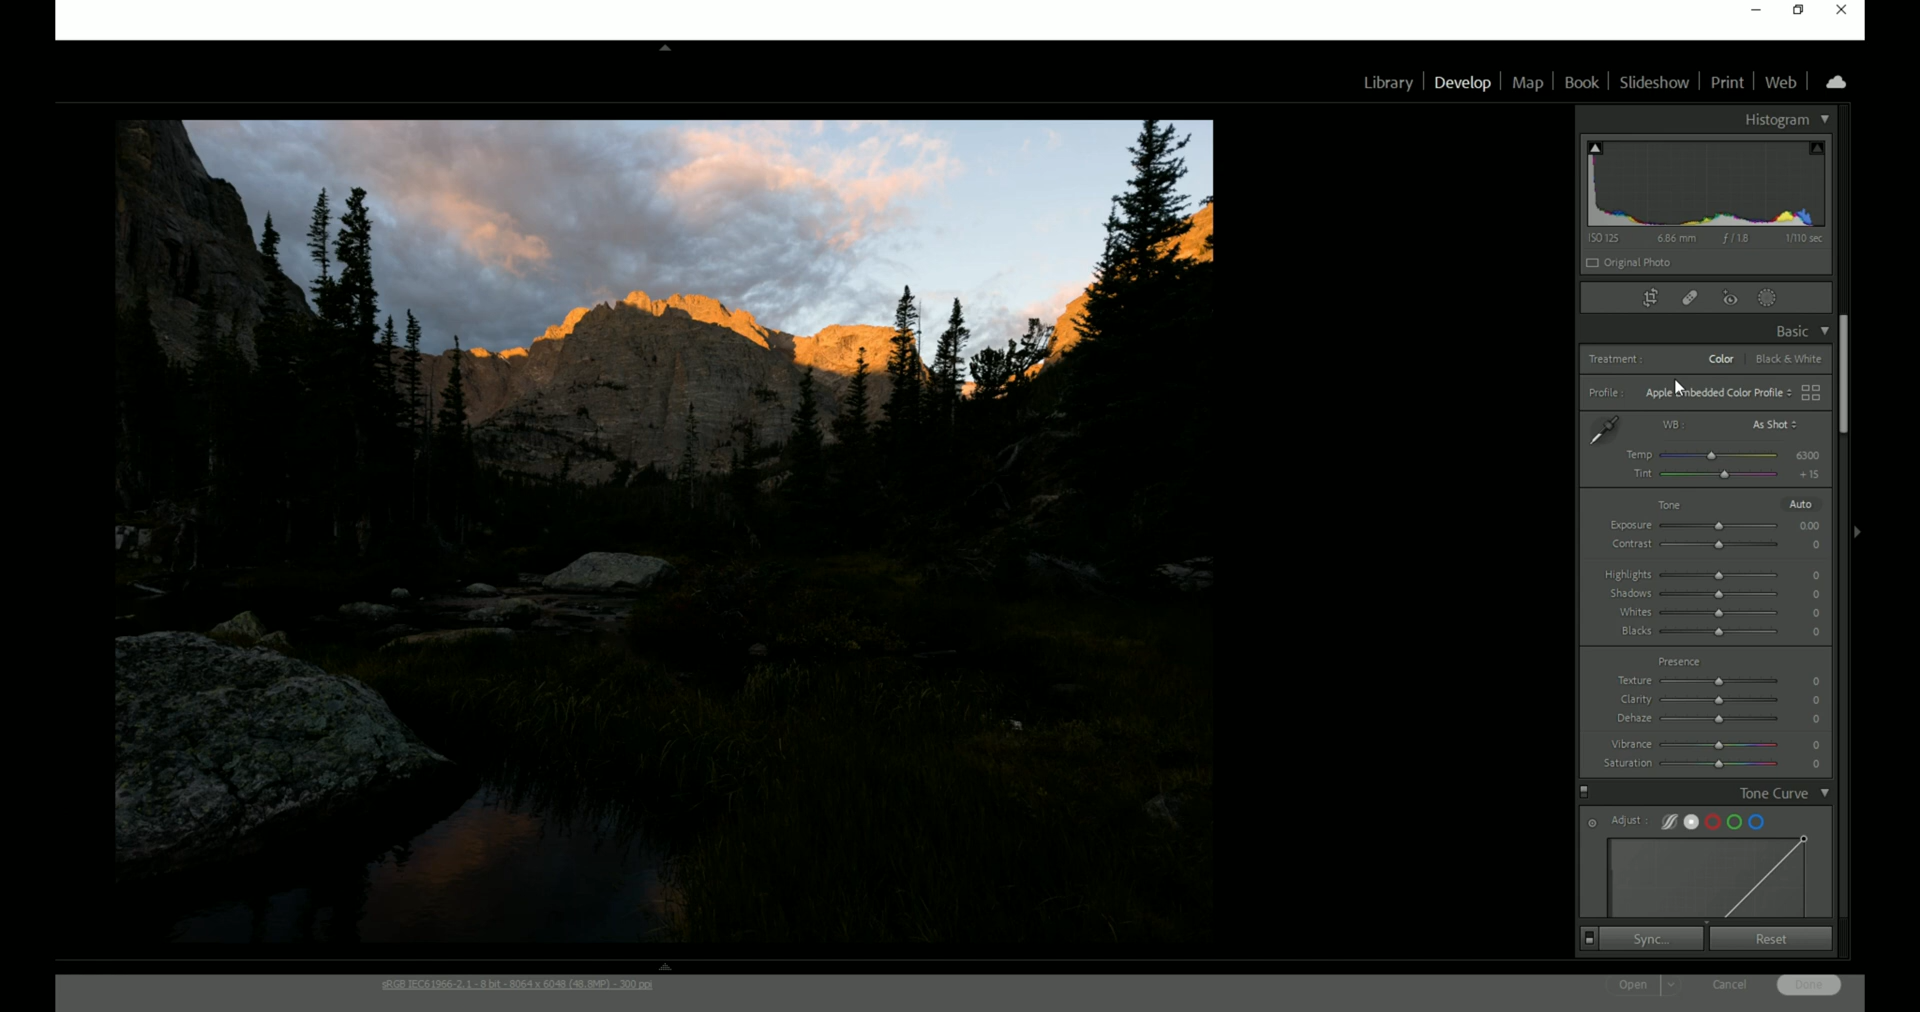 Library | Develop | Map | Book | Slideshow | Print | Web |
Histogram
ISO 125 6.86 mm ƒ / 1.8 1/110 sec
Original Photo
Basic
Treatment : Color Black & White
Profile : Apple Embedded Color Profile
WB : As Shot
Temp 6300
Tint + 15
Tone Auto
Exposure 0.00
Contrast 0
Highlights 0
Shadows 0
Whites 0
Blacks 0
Presence
Texture 0
Clarity 0
Dehaze 0
Vibrance 0
Saturation 0
Tone Curve
Adjust :
Sync... Reset
sRGB IEC61966-2.1 - 8 bit - 8064 x 6048 (48.8MP) - 300 ppi
Open Cancel Done